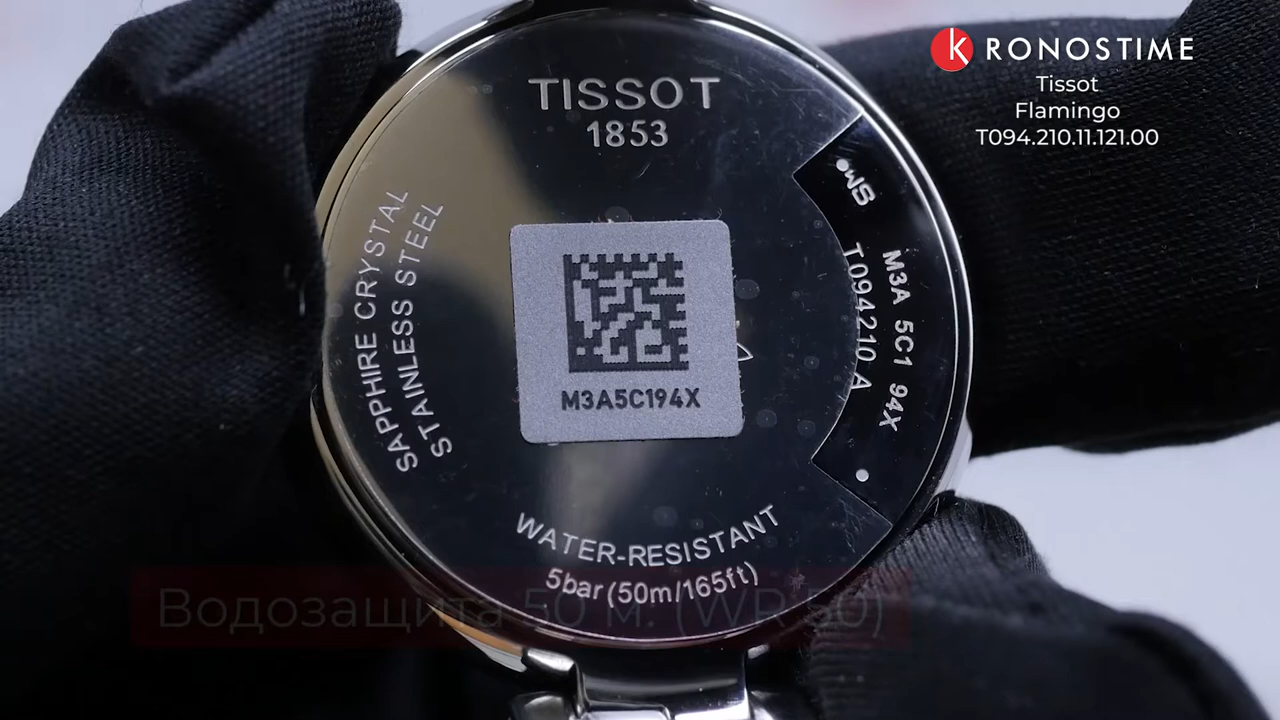 KRONOSTIME
Tissot
Flamingo
T094.210.11.121.00
TISSOT
1853
SAPPHIRE CRYSTAL
STAINLESS STEEL
M3A5C194X
M3A 5C1 94X
T094210 A
WATER-RESISTANT
5bar (50m/165ft)
Водозащита 50 м. (WR 50)